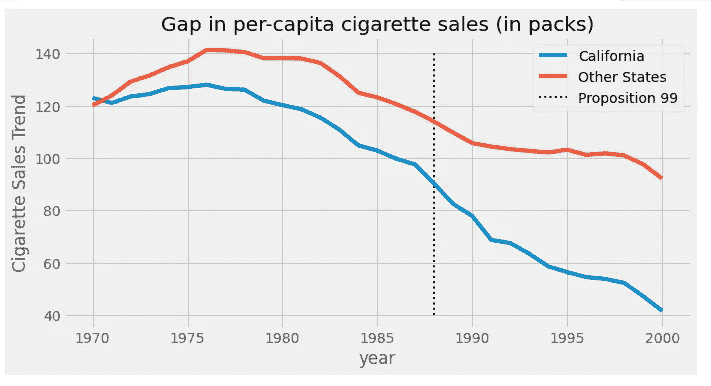 Gap in per-capita cigarette sales (in packs)
California
Other States
Proposition 99
Cigarette Sales Trend
140
120
100
80
60
40
1970
1975
1980
1985
1990
1995
2000
year